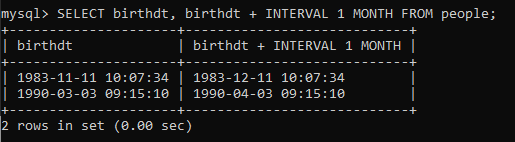 mysql> SELECT birthdt, birthdt + INTERVAL 1 MONTH FROM people;
+---------------------+----------------------------+
| birthdt             | birthdt + INTERVAL 1 MONTH |
+---------------------+----------------------------+
| 1983-11-11 10:07:34 | 1983-12-11 10:07:34        |
| 1990-03-03 09:15:10 | 1990-04-03 09:15:10        |
+---------------------+----------------------------+
2 rows in set (0.00 sec)